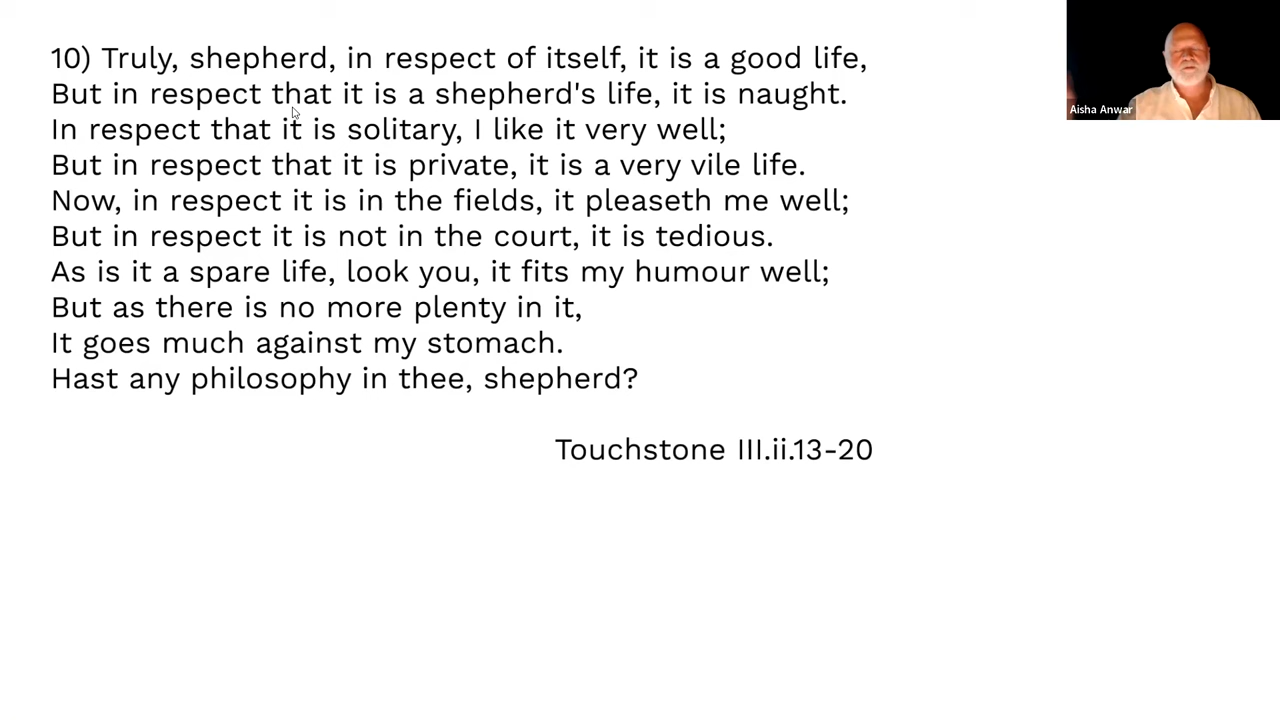 10) Truly, shepherd, in respect of itself, it is a good life,
But in respect that it is a shepherd's life, it is naught.
In respect that it is solitary, I like it very well;
But in respect that it is private, it is a very vile life.
Now, in respect it is in the fields, it pleaseth me well;
But in respect it is not in the court, it is tedious.
As is it a spare life, look you, it fits my humour well;
But as there is no more plenty in it,
It goes much against my stomach.
Hast any philosophy in thee, shepherd?
Touchstone III.ii.13-20
Aisha Anwar